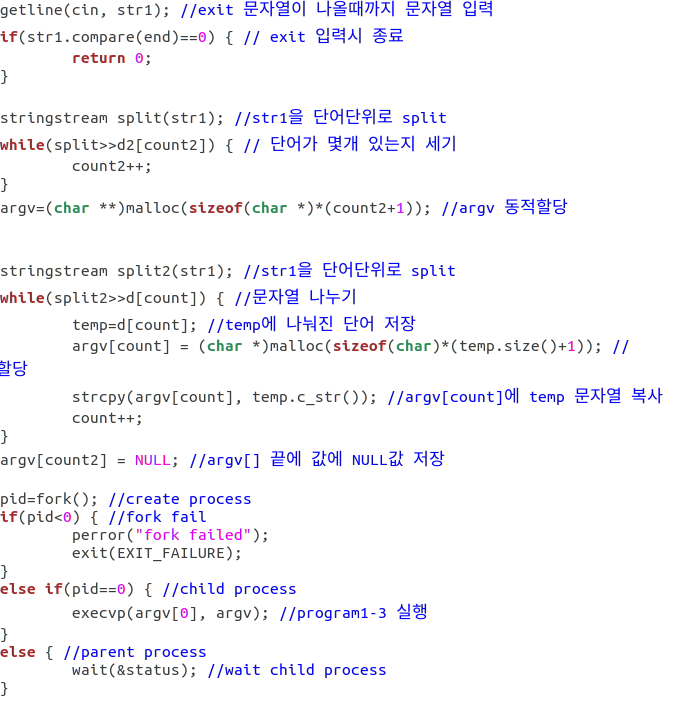 getline(cin, str1); //exit 문자열이 나올때까지 문자열 입력
if(str1.compare(end)==0) { // exit 입력시 종료
        return 0;
}
stringstream split(str1); //str1을 단어단위로 split
while(split>>d2[count2]) { // 단어가 몇개 있는지 세기
        count2++;
}
argv=(char **)malloc(sizeof(char *)*(count2+1)); //argv 동적할당
stringstream split2(str1); //str1을 단어단위로 split
while(split2>>d[count]) { //문자열 나누기
        temp=d[count]; //temp에 나눠진 단어 저장
        argv[count] = (char *)malloc(sizeof(char)*(temp.size()+1)); //
할당
        strcpy(argv[count], temp.c_str()); //argv[count]에 temp 문자열 복사
        count++;
}
argv[count2] = NULL; //argv[] 끝에 값에 NULL값 저장
pid=fork(); //create process
if(pid<0) { //fork fail
        perror("fork failed");
        exit(EXIT_FAILURE);
}
else if(pid==0) { //child process
        execvp(argv[0], argv); //program1-3 실행
}
else { //parent process
        wait(&status); //wait child process
}